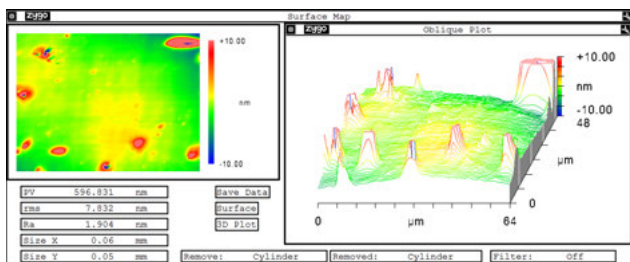 zygo Surface Map
+10.00
nm
-10.00
zygo Oblique Plot
+10.00
nm
-10.00
48
µm
0
0 µm 64
PV 596.831 nm
rms 7.832 nm
Ra 1.904 nm
Size X 0.06 mm
Size Y 0.05 mm
Save Data
Surface
3D Plot
Remove: Cylinder
Removed: Cylinder
Filter: Off